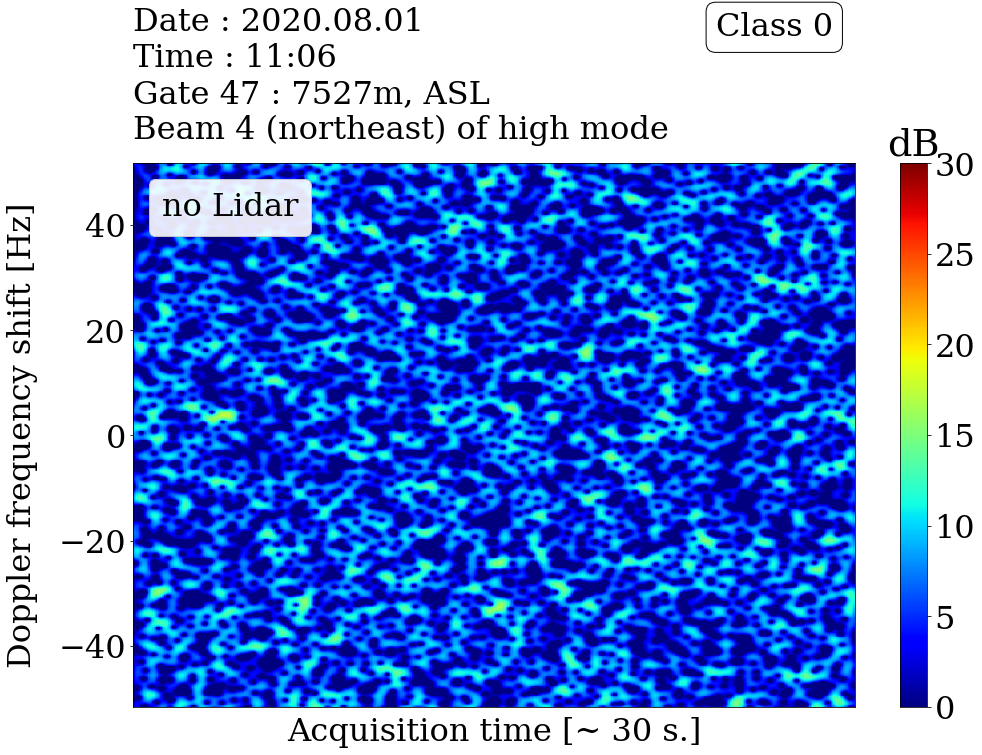 Date : 2020.08.01
Time : 11:06
Gate 47 : 7527m, ASL
Beam 4 (northeast) of high mode
Class 0
dB
no Lidar
Doppler frequency shift [Hz]
40
20
0
−20
−40
Acquisition time [~ 30 s.]
30
25
20
15
10
5
0